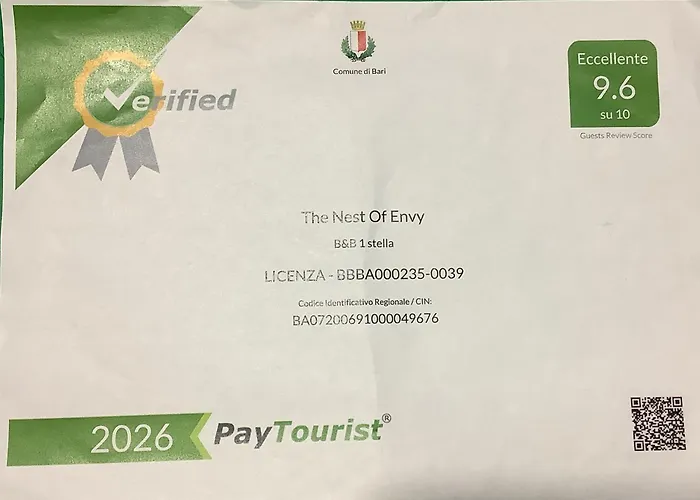 Verified
Comune di Bari
Eccellente
9.6
su 10
Guests Review Score
The Nest Of Envy
B&B 1 stella
LICENZA - BBBA000235-0039
Codice Identificativo Regionale / CIN:
BA07200691000049676
2026
PayTourist®